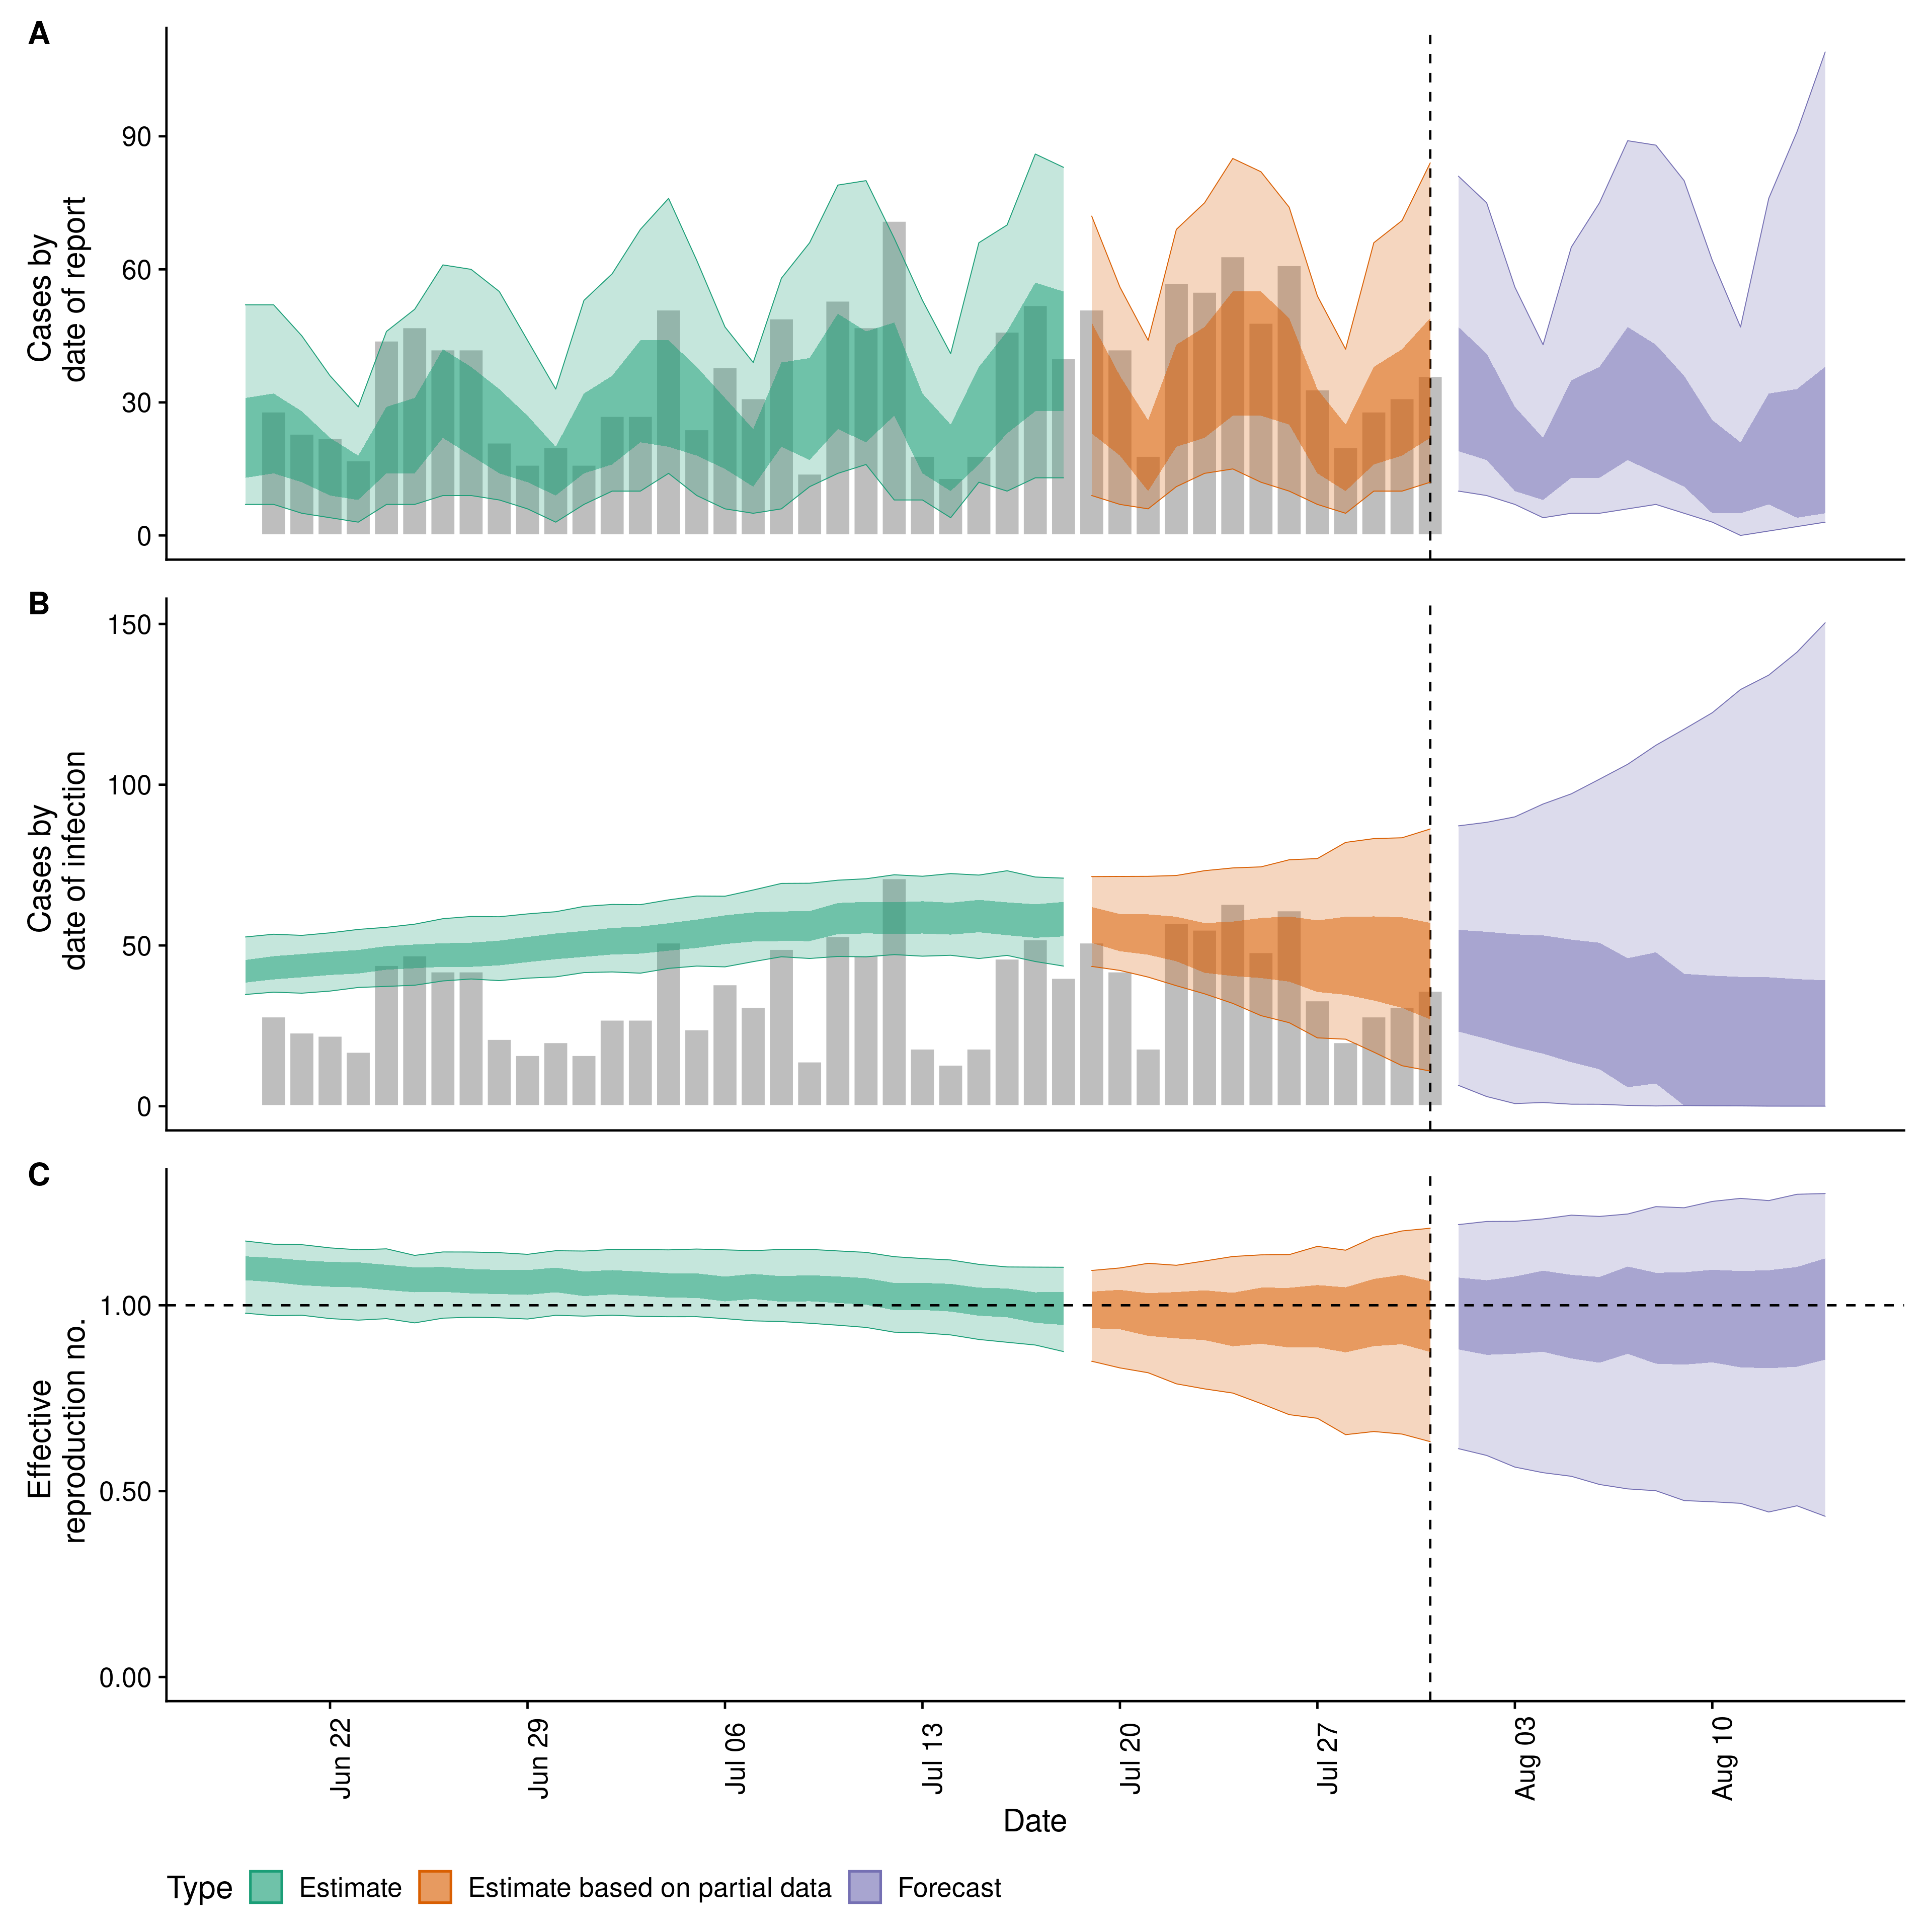 A
Cases by
date of report
90
60
30
0
B
Cases by
date of infection
150
100
50
0
C
Effective
reproduction no.
1.00
0.50
0.00
Jun 22
Jun 29
Jul 06
Jul 13
Jul 20
Jul 27
Aug 03
Aug 10
Date
Type Estimate Estimate based on partial data Forecast